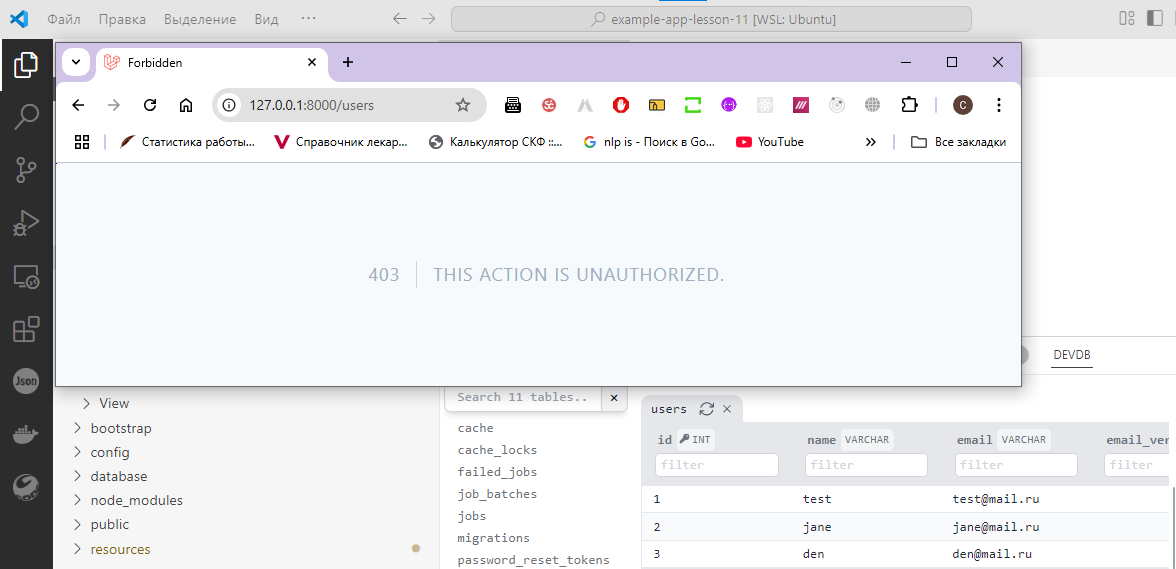 Файл Правка Выделение Вид ··· example-app-lesson-11 [WSL: Ubuntu]
Forbidden
127.0.0.1:8000/users
C
Статистика работы... Справочник лекар... Калькулятор СКФ ::... nlp is - Поиск в Go... YouTube » Все закладки
403 THIS ACTION IS UNAUTHORIZED.
DEVDB
Json
View
bootstrap
config
database
node_modules
public
resources
Search 11 tables..
cache
cache_locks
failed_jobs
job_batches
jobs
migrations
password_reset_tokens
users
id INT name VARCHAR email VARCHAR email_ver
filter filter filter filter
1 test test@mail.ru
2 jane jane@mail.ru
3 den den@mail.ru